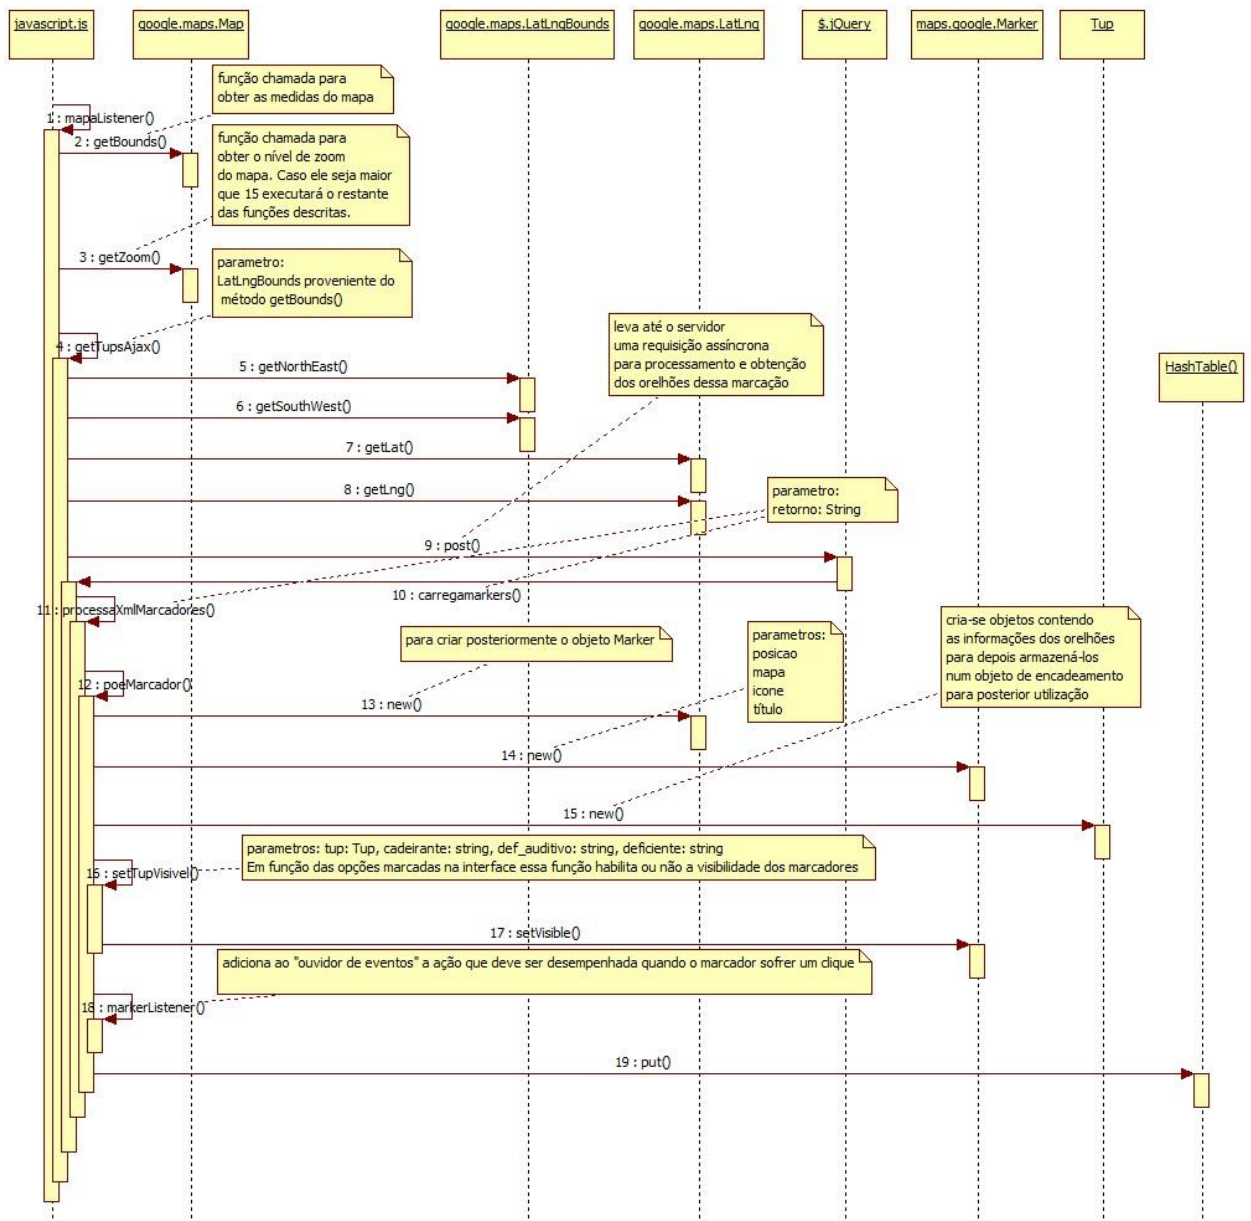 javascript.js
google.maps.Map
google.maps.LatLngBounds
google.maps.LatLng
$.jQuery
maps.google.Marker
Tup
função chamada para
obter as medidas do mapa
1 : mapaListener()
2 : getBounds()
função chamada para
obter o nível de zoom
do mapa. Caso ele seja maior
que 15 executará o restante
das funções descritas.
3 : getZoom()
parametro:
LatLngBounds proveniente do
método getBounds()
4 : getTupsAjax()
leva até o servidor
uma requisição assíncrona
para processamento e obtenção
dos orelhões dessa marcação
HashTable()
5 : getNorthEast()
6 : getSouthWest()
7 : getLat()
8 : getLng()
parametro:
retorno: String
9 : post()
10 : carregamarkers()
11 : processaXmlMarcadores()
para criar posteriormente o objeto Marker
parametros:
posicao
mapa
icone
título
cria-se objetos contendo
as informações dos orelhões
para depois armazená-los
num objeto de encadeamento
para posterior utilização
12 : poeMarcador()
13 : new()
14 : new()
15 : new()
parametros: tup: Tup, cadeirante: string, def_auditivo: string, deficiente: string
Em função das opções marcadas na interface essa função habilita ou não a visibilidade dos marcadores
16 : setTupVisivel()
17 : setVisible()
adiciona ao "ouvidor de eventos" a ação que deve ser desempenhada quando o marcador sofrer um clique
18 : markerListener()
19 : put()